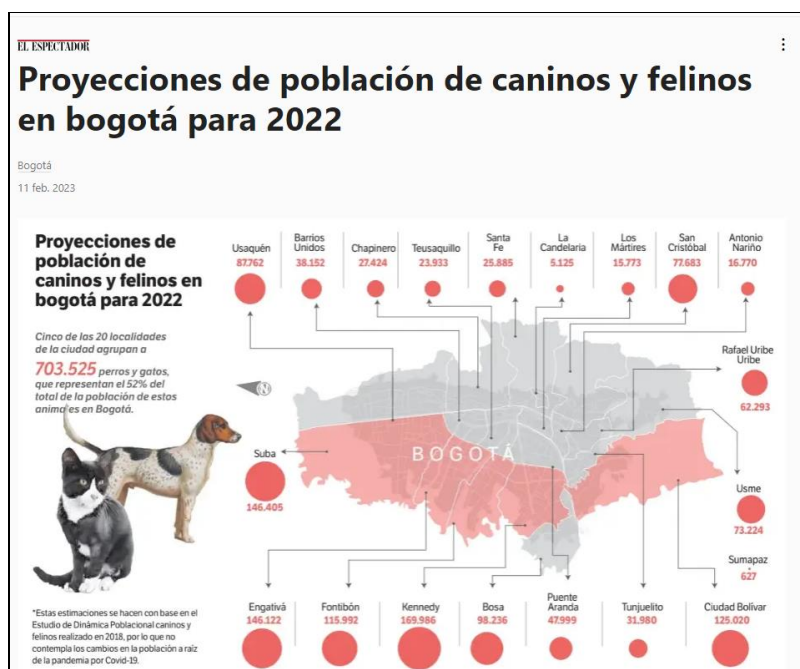 EL ESPECTADOR
Proyecciones de población de caninos y felinos
en bogotá para 2022
Bogotá
11 feb. 2023
Proyecciones de
población de
caninos y felinos en
bogotá para 2022
Cinco de las 20 localidades
de la ciudad agrupan a
703.525 perros y gatos,
que representan el 52% del
total de la población de estos
animales en Bogotá.
Usaquén
87.762
Barrios
Unidos
38.152
Chapinero
27.424
Teusaquillo
23.933
Santa
Fe
25.885
La
Candelaria
5.125
Los
Mártires
15.773
San
Cristóbal
77.683
Antonio
Nariño
16.770
N
Rafael Uribe
Uribe
62.293
BOGOTÁ
Suba
146.405
Usme
73.224
Sumapaz
627
Engativá
146.122
Fontibón
115.992
Kennedy
169.986
Bosa
98.236
Puente
Aranda
47.999
Tunjuelito
31.980
Ciudad Bolívar
125.020
*Estas estimaciones se hacen con base en el
Estudio de Dinámica Poblacional caninos y
felinos realizado en 2018, por lo que no
contempla los cambios en la población a raíz
de la pandemia por Covid-19.